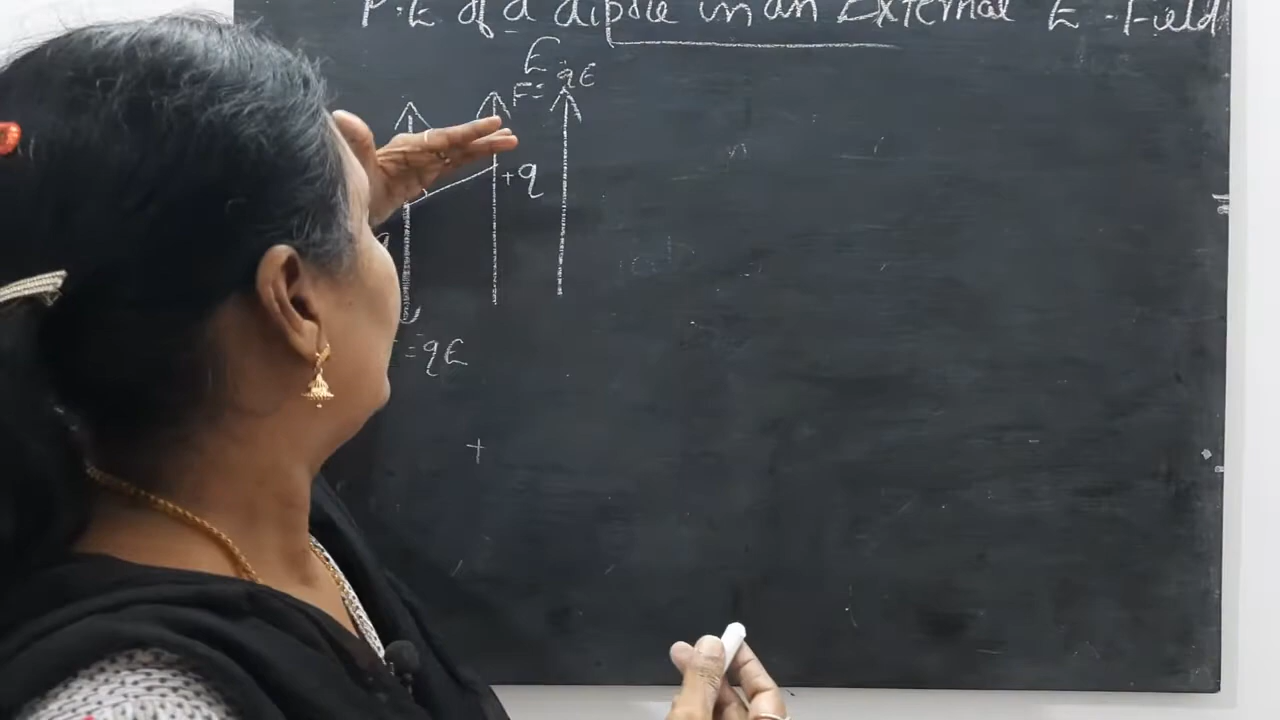 P.E of a dipole in an External E-Field
E
F= qE
+q
=qE
+